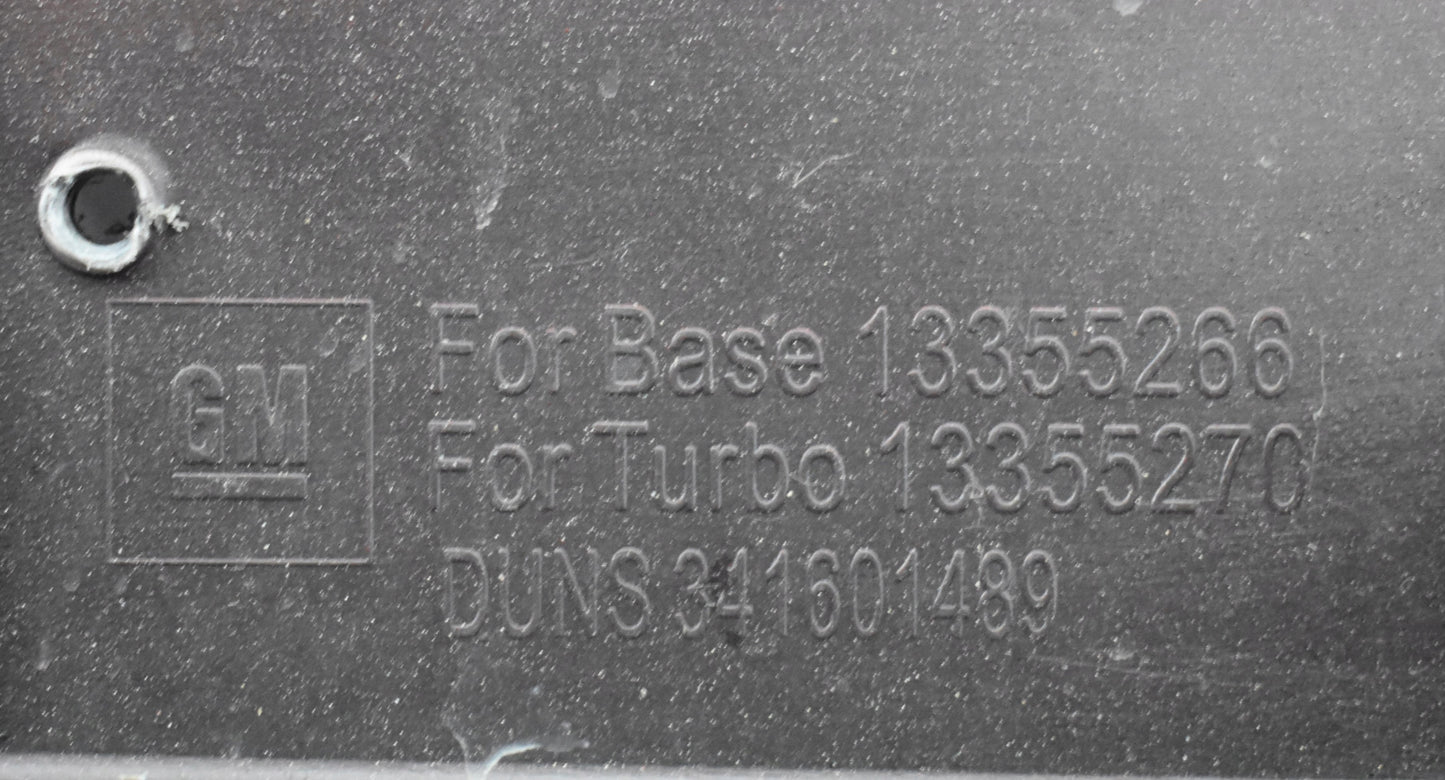 GM
For Base 13355266
For Turbo 13355270
DUNS 341601489